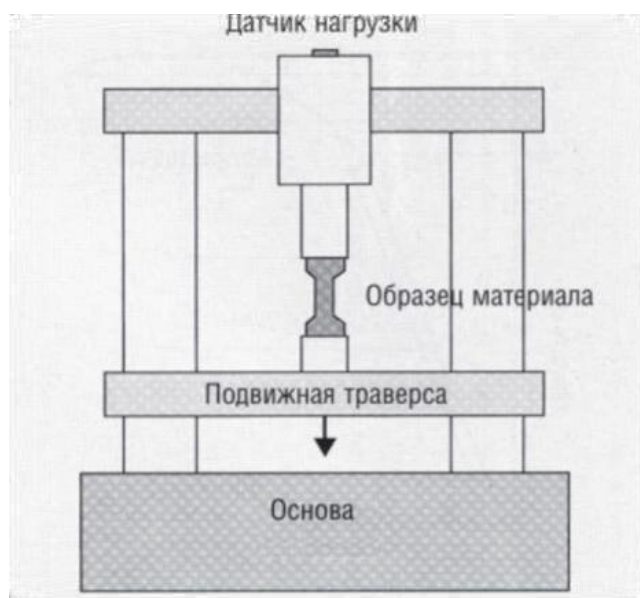 Датчик нагрузки
Образец материала
Подвижная траверса
Основа